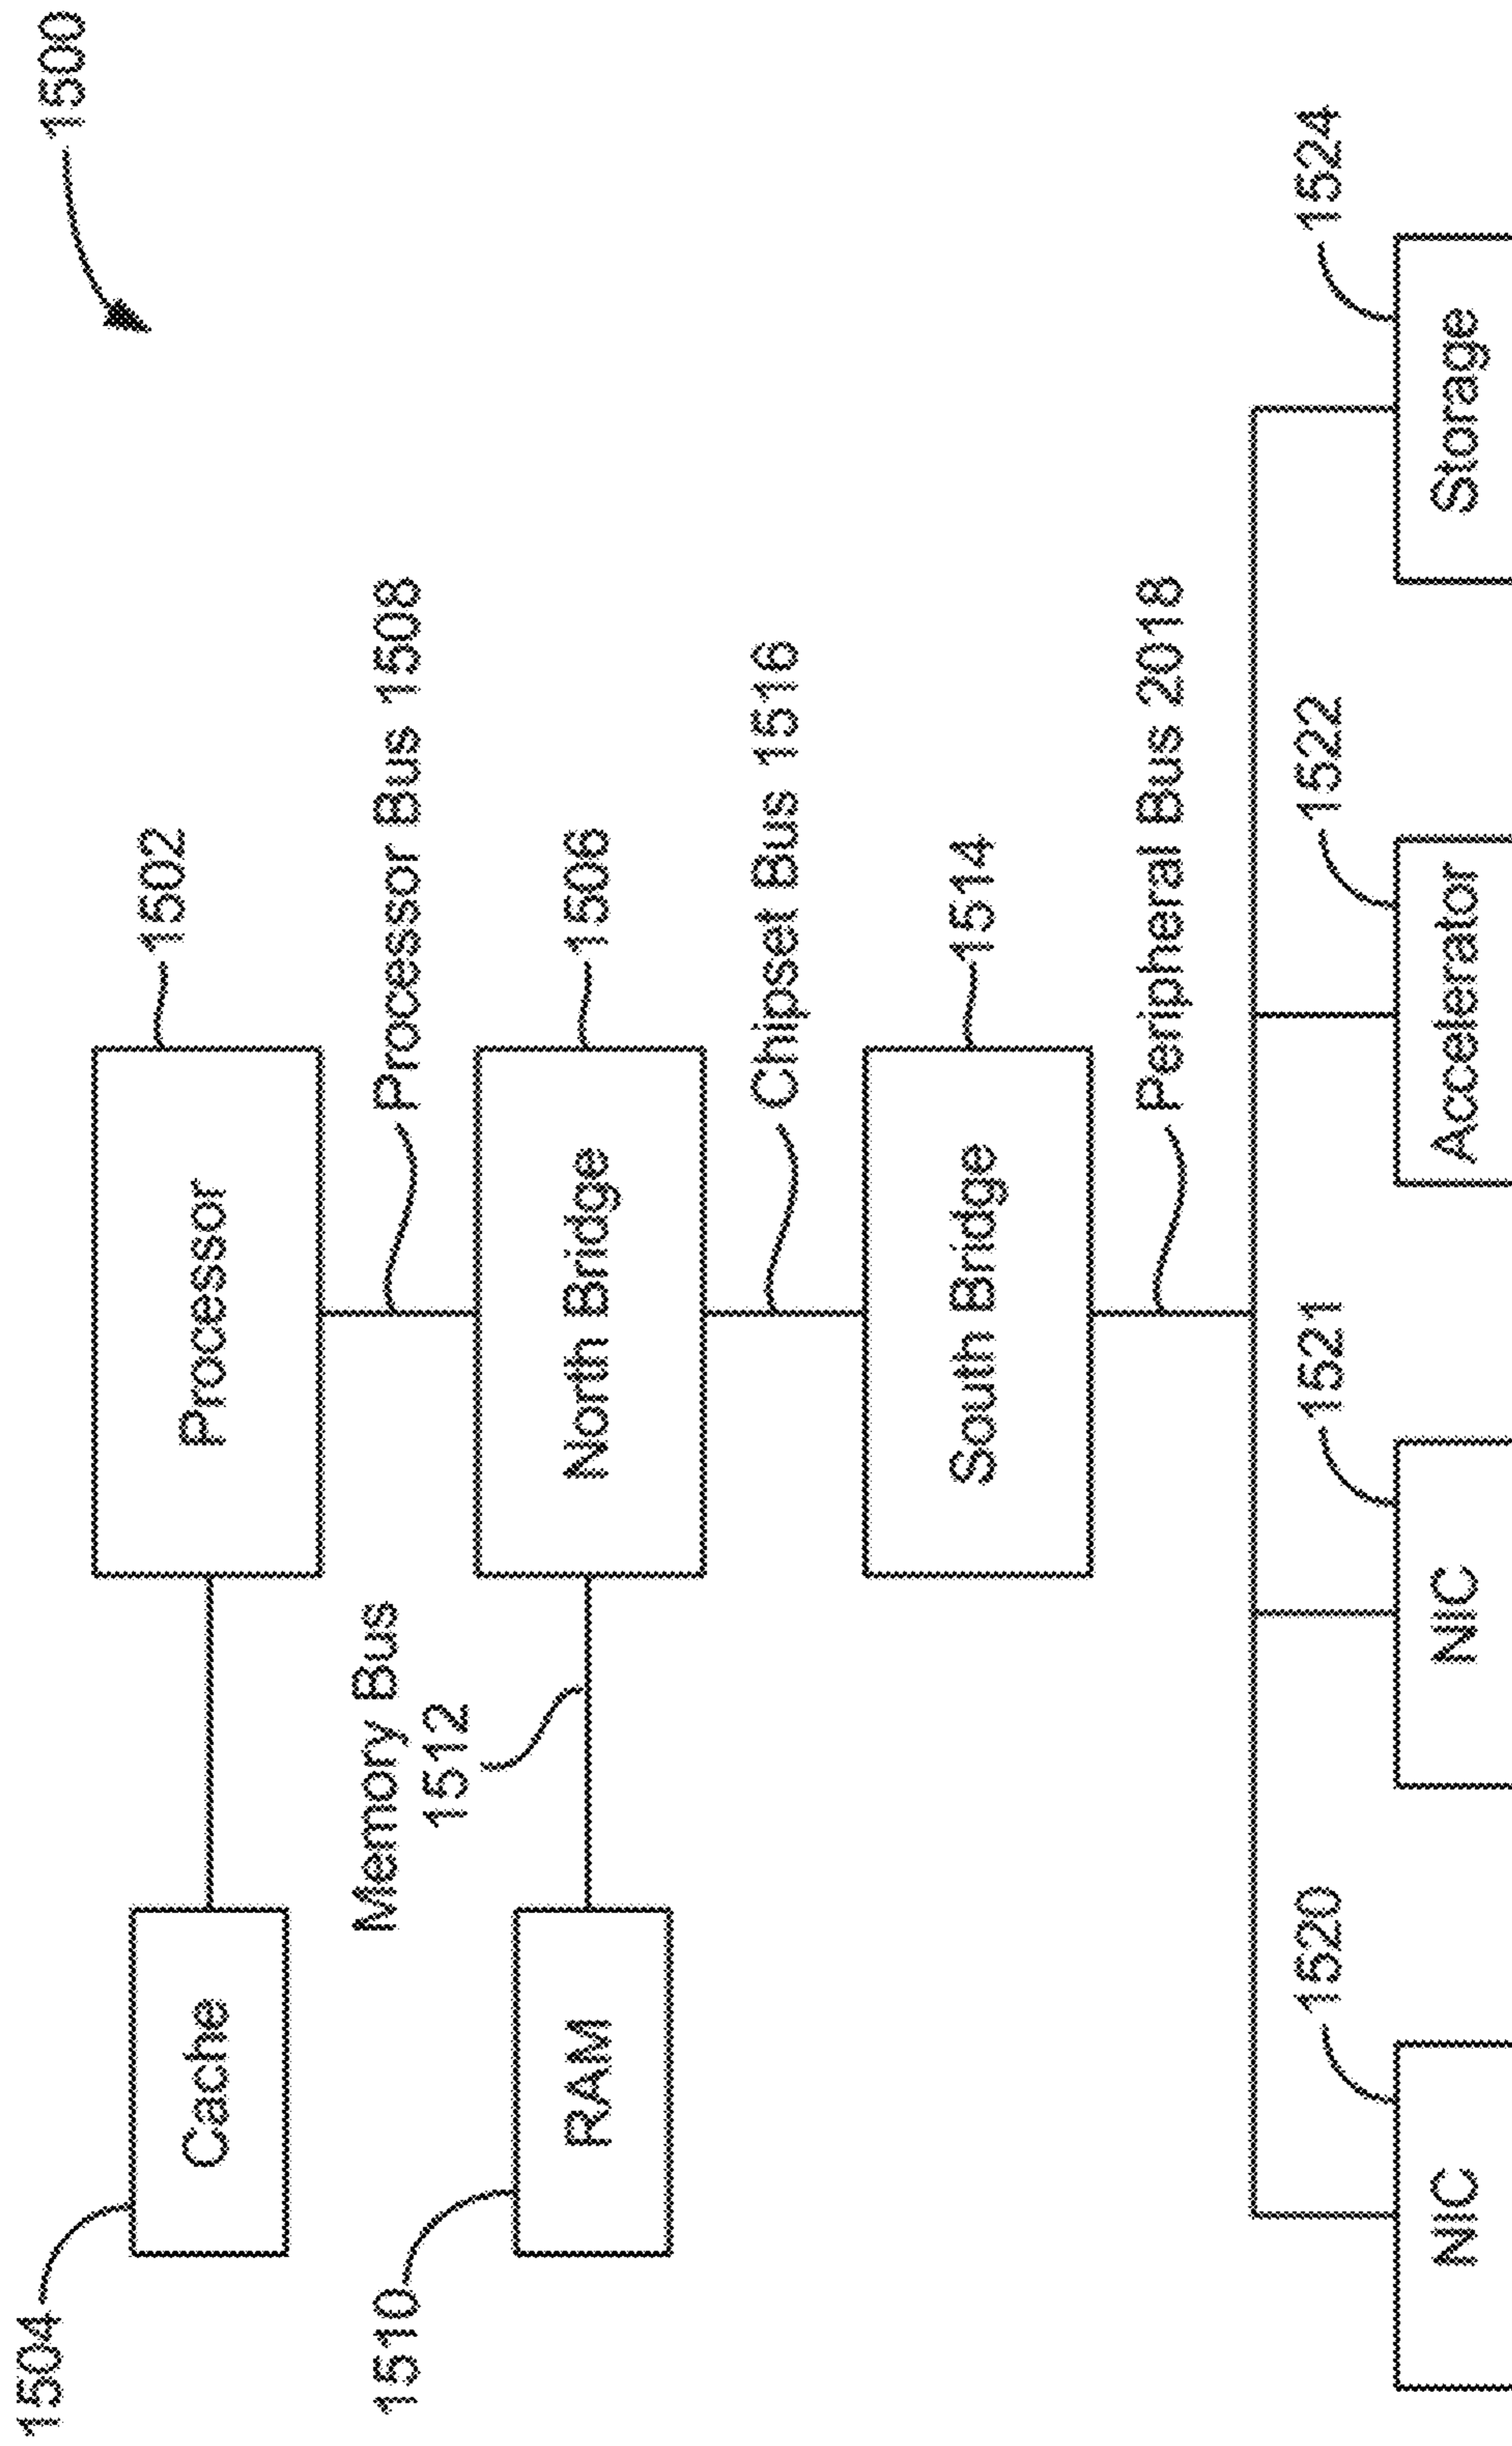 1500
1504
Cache
Processor
1502
Memory Bus
1512
Processor Bus 1508
1510
RAM
North Bridge
1506
Chipset Bus 1516
South Bridge
1514
Peripheral Bus 2018
1520
1521
1522
1524
NIC
NIC
Accelerator
Storage